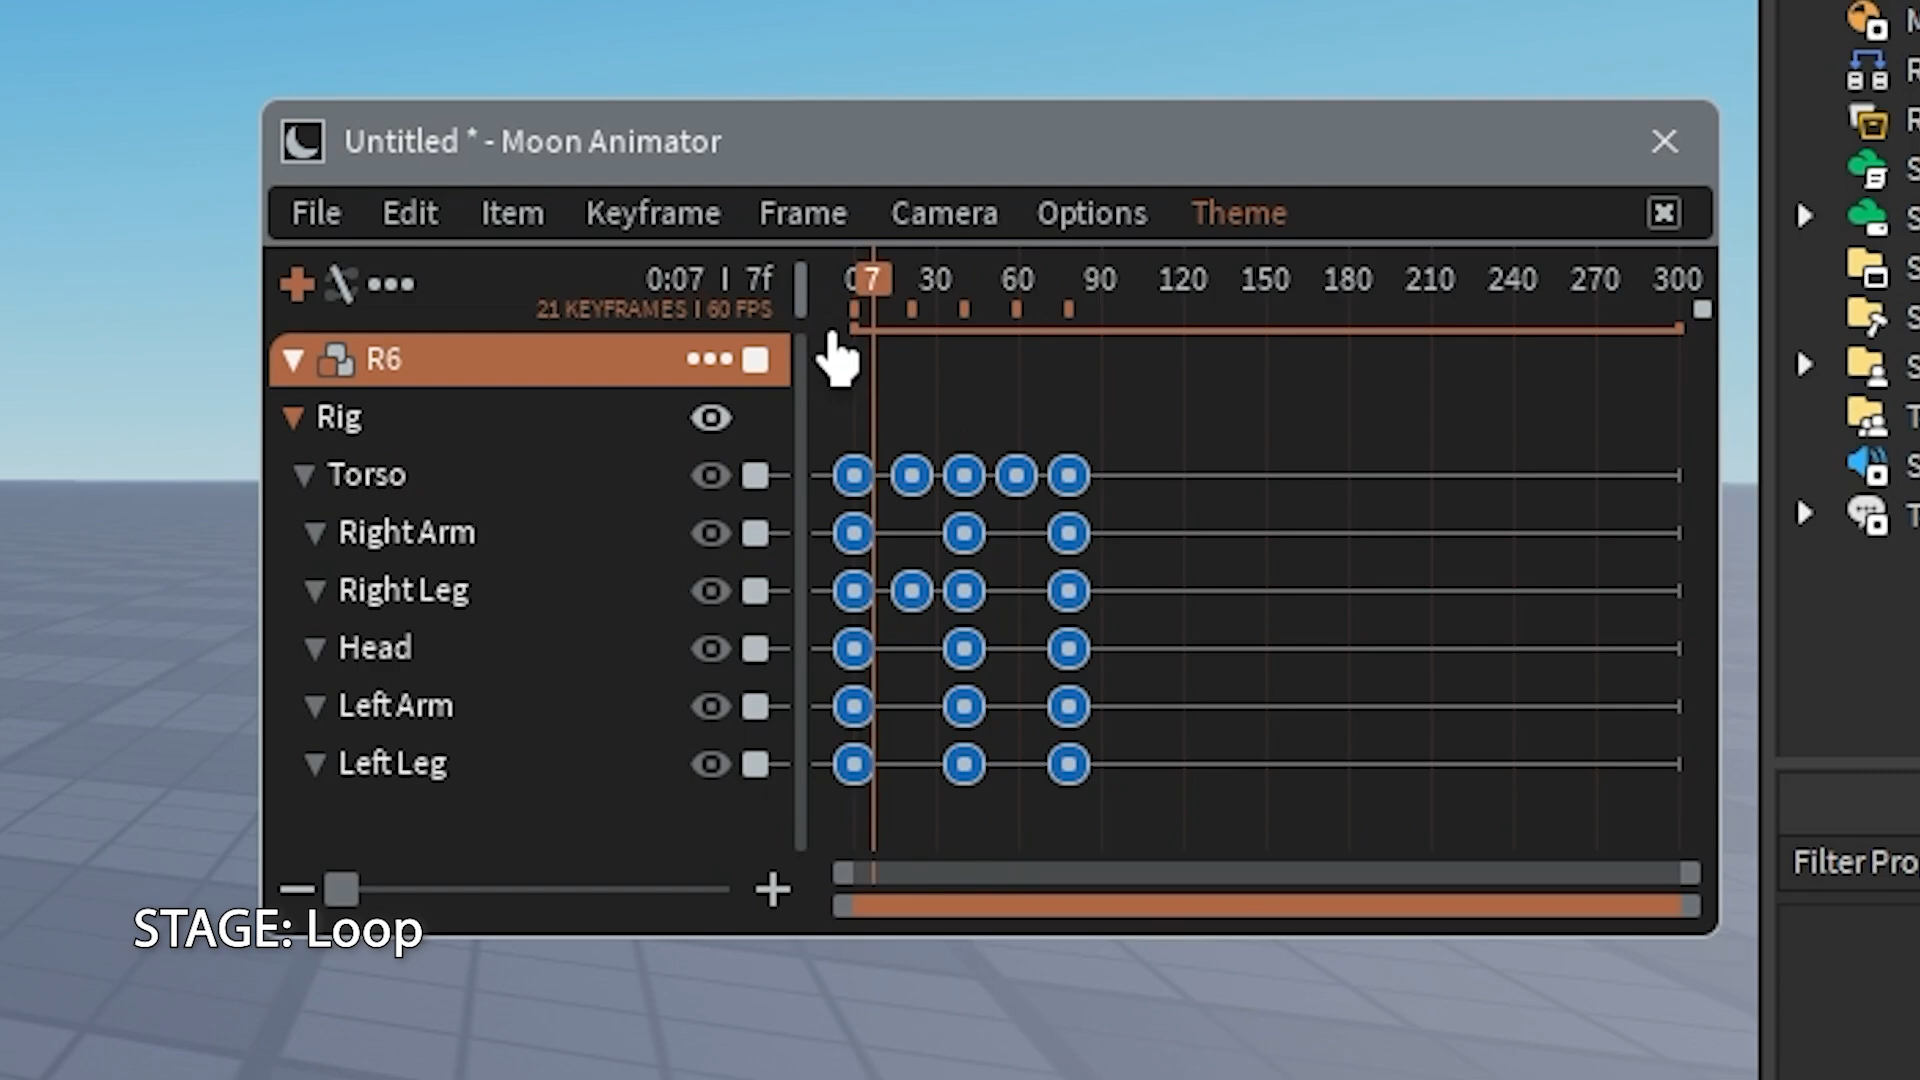 Untitled * - Moon Animator
File Edit Item Keyframe Frame Camera Options Theme
0:07 | 7f
7 30 60 90 120 150 180 210 240 270 300
21 KEYFRAMES | 60 FPS
R6
Rig
Torso
Right Arm
Right Leg
Head
Left Arm
Left Leg
STAGE: Loop
Filter Pro